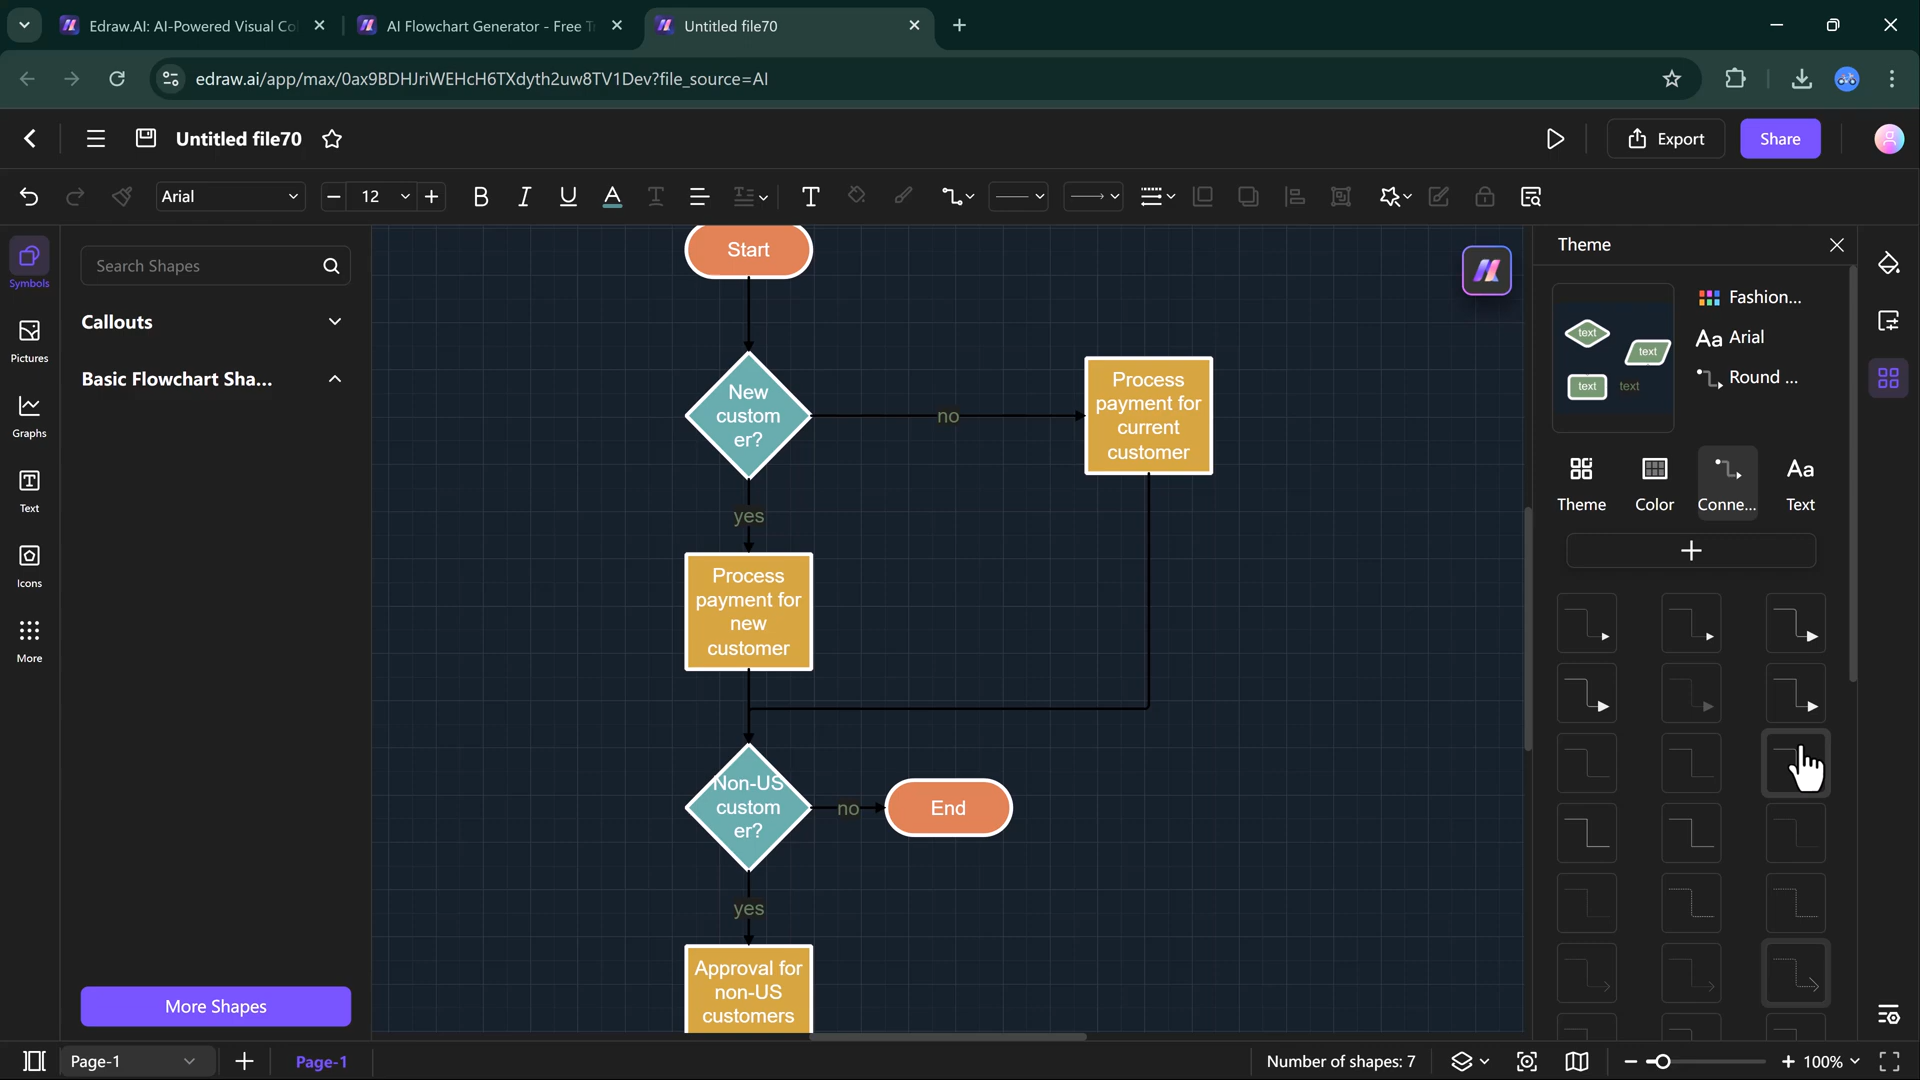 Edraw.AI: AI-Powered Visual Co
AI Flowchart Generator - Free T
Untitled file70
edraw.ai/app/max/0ax9BDHJriWEHcH6TXdyth2uw8TV1Dev?file_source=AI
Untitled file70
Export
Share
Arial
12
B
I
U
A
T
Symbols
Pictures
Graphs
Text
Icons
More
Search Shapes
Callouts
Basic Flowchart Sha...
More Shapes
Start
New
custom
er?
no
Process
payment for
current
customer
yes
Process
payment for
new
customer
Non-US
custom
er?
no
End
yes
Approval for
non-US
customers
Theme
text
text
text
text
Fashion...
Aa Arial
Round ...
Theme
Color
Conne...
Aa
Text
Page-1
Page-1
Number of shapes: 7
100%